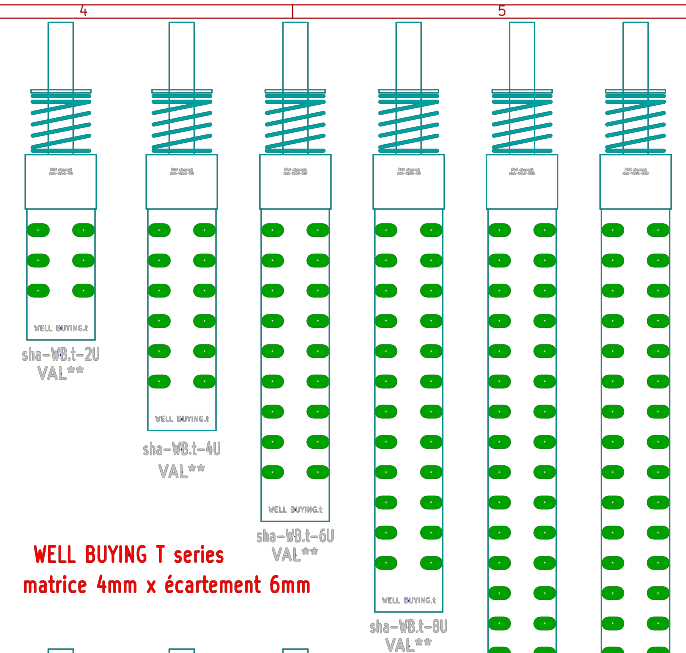 4 5
WELL BUYING.t
sha-WB.t-2U
VAL**
WELL BUYING.t
sha-WB.t-4U
VAL**
WELL BUYING.t
sha-WB.t-6U
VAL**
WELL BUYING.t
sha-WB.t-8U
VAL**
WELL BUYING T series
matrice 4mm x écartement 6mm